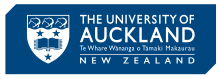 THE UNIVERSITY OF
AUCKLAND
Te Whare Wānanga o Tāmaki Makaurau
NEW ZEALAND